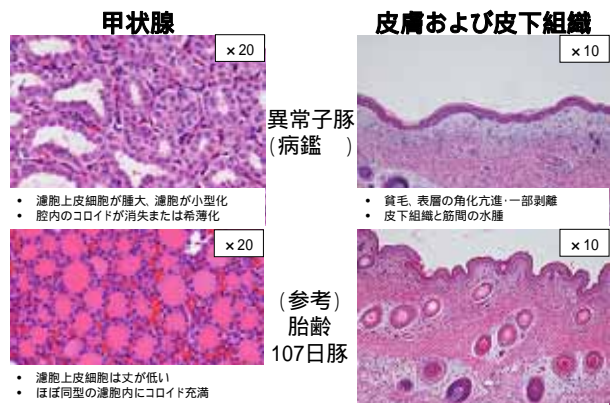 甲状腺
皮膚および皮下組織
×20
×10
異常子豚
(病鑑 )
• 濾胞上皮細胞が腫大、濾胞が小型化
• 腔内のコロイドが消失または希薄化
• 貧毛、表層の角化亢進・一部剥離
• 皮下組織と筋間の水腫
×20
×10
(参考)
胎齢
107日豚
• 濾胞上皮細胞は丈が低い
• ほぼ同型の濾胞内にコロイド充満